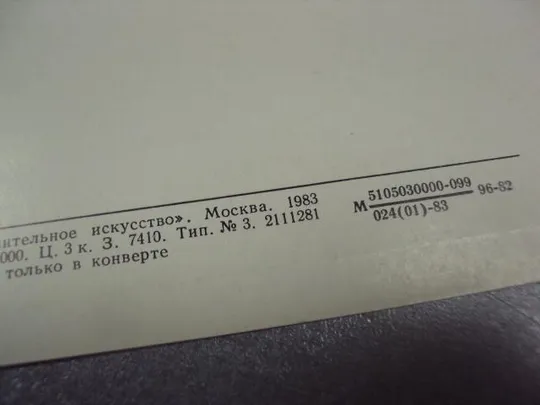 ительное искусство». Москва. 1983
000. Ц. 3 к. З. 7410. Тип. № 3. 2111281
только в конверте
М 5105030000-099 96-82
024(01)-83